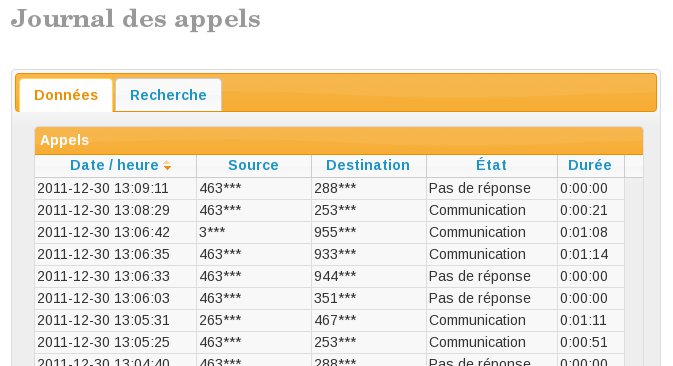 Journal des appels
Données Recherche
Appels
Date / heure Source Destination État Durée
2011-12-30 13:09:11 463*** 288*** Pas de réponse 0:00:00
2011-12-30 13:08:29 463*** 253*** Communication 0:00:21
2011-12-30 13:06:42 3*** 955*** Communication 0:01:08
2011-12-30 13:06:35 463*** 933*** Communication 0:01:14
2011-12-30 13:06:33 463*** 944*** Pas de réponse 0:00:00
2011-12-30 13:06:03 463*** 351*** Pas de réponse 0:00:00
2011-12-30 13:05:31 265*** 467*** Communication 0:01:11
2011-12-30 13:05:25 463*** 253*** Communication 0:00:51
2011-12-30 13:04:40 463*** 288*** Pas de réponse 0:00:00